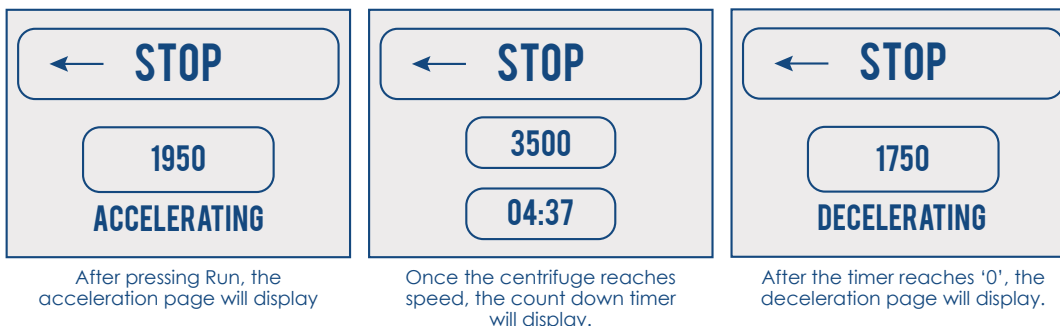 STOP
1950
ACCELERATING
After pressing Run, the
acceleration page will display
STOP
3500
04:37
Once the centrifuge reaches
speed, the count down timer
will display.
STOP
1750
DECELERATING
After the timer reaches ‘0’, the
deceleration page will display.